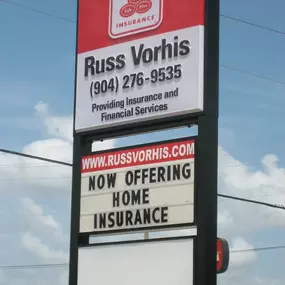 INSURANCE
Russ Vorhis
(904) 276-9535
Providing Insurance and
Financial Services
WWW.RUSSVORHIS.COM
NOW OFFERING
HOME
INSURANCE